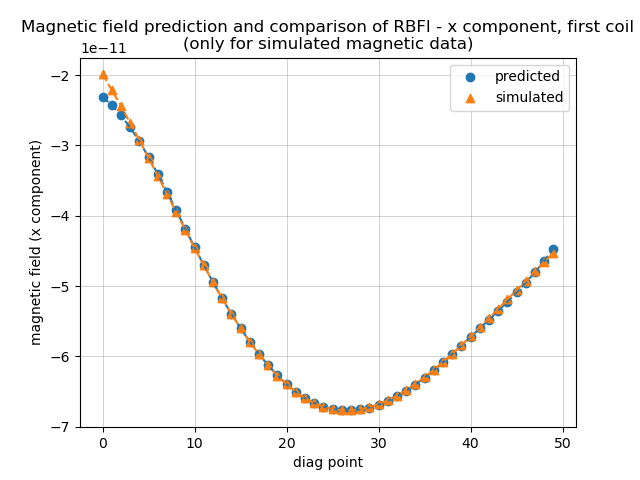 Magnetic field prediction and comparison of RBFI - x component, first coil
(only for simulated magnetic data)
1e−11
predicted
simulated
−2
−3
−4
−5
−6
−7
magnetic field (x component)
0
10
20
30
40
50
diag point